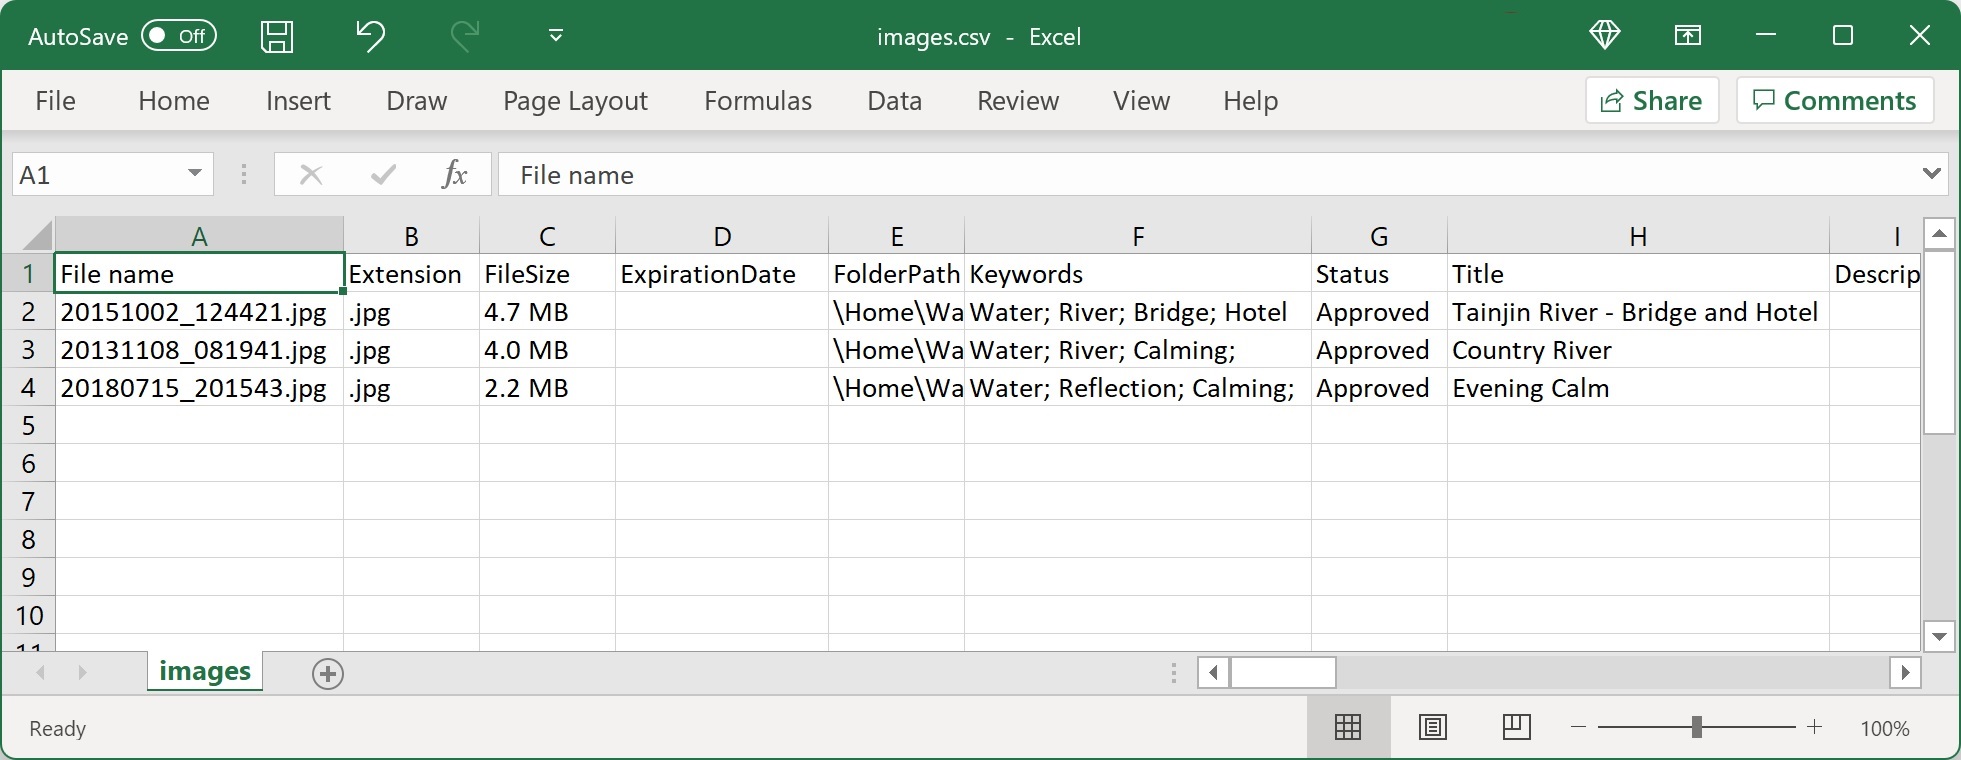 AutoSave Off images.csv - Excel
File Home Insert Draw Page Layout Formulas Data Review View Help Share Comments
A1 fx File name
A B C D E F G H I
1 File name Extension FileSize ExpirationDate FolderPath Keywords Status Title Descrip
2 20151002_124421.jpg .jpg 4.7 MB \Home\Wa Water; River; Bridge; Hotel Approved Tainjin River - Bridge and Hotel
3 20131108_081941.jpg .jpg 4.0 MB \Home\Wa Water; River; Calming; Approved Country River
4 20180715_201543.jpg .jpg 2.2 MB \Home\Wa Water; Reflection; Calming; Approved Evening Calm
5
6
7
8
9
10
11
images
Ready 100%